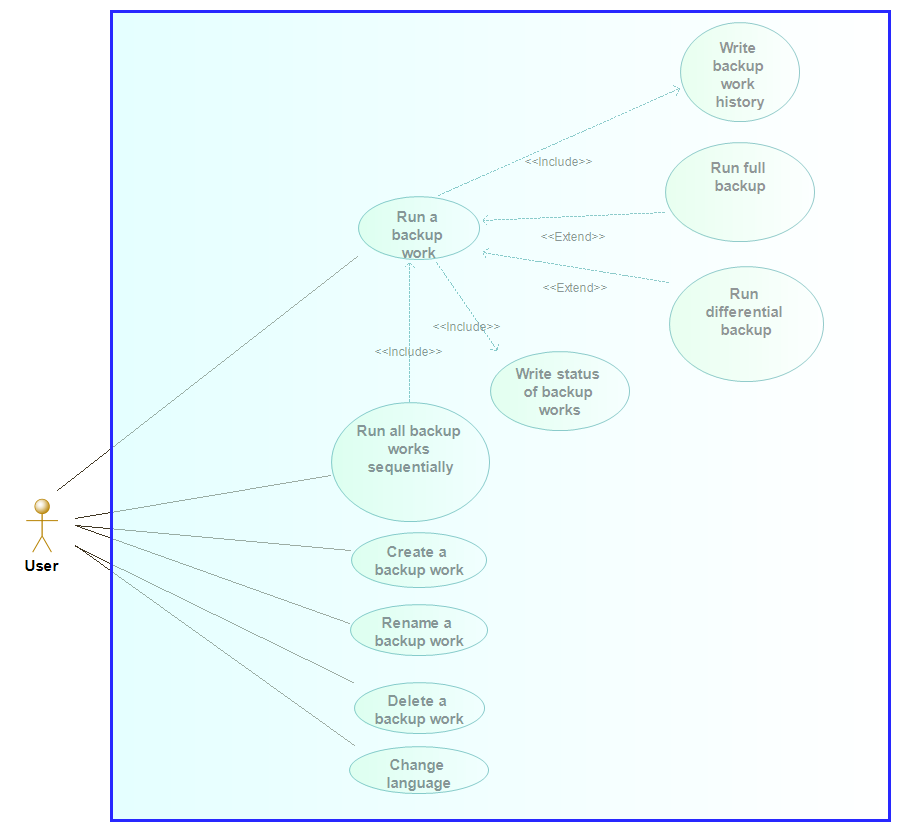 Write
backup
work
history
<<Include>>
Run full
backup
Run a
backup
work
<<Extend>>
<<Extend>>
Run
differential
backup
<<Include>>
<<Include>>
Write status
of backup
works
Run all backup
works
sequentially
User
Create a
backup work
Rename a
backup work
Delete a
backup work
Change
language